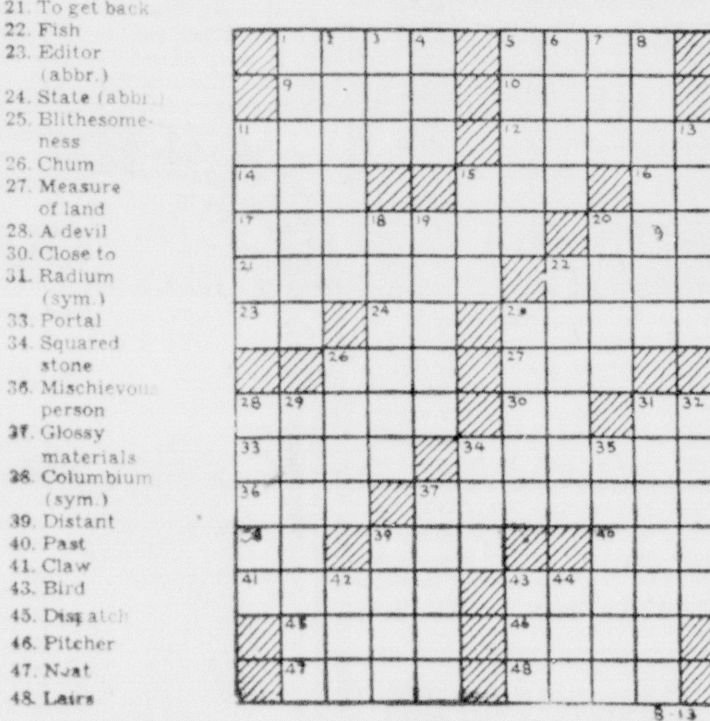 21. To get back
22. Fish
23. Editor
(abbr.)
24. State (abbr.)
25. Blithesome-
ness
26. Chum
27. Measure
of land
28. A devil
30. Close to
31. Radium
(sym.)
33. Portal
34. Squared
stone
36. Mischievous
person
37. Glossy
materials
38. Columbium
(sym.)
39. Distant
40. Past
41. Claw
43. Bird
45. Dispatch
46. Pitcher
47. Neat
48. Lairs
1 2 3 4 5 6 7 8
9 10
11 12 13
14 15 16
17 18 19 20 9
21 22
23 24
26 27
28 29 30 31 32
33 34 35
36 37
38 39 40
41 42 43 44
45 46
47 48
8-13